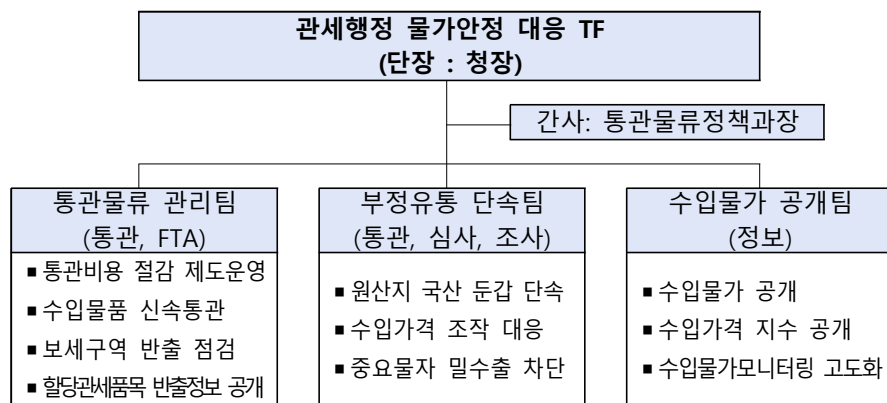 관세행정 물가안정 대응 TF
(단장 : 청장)
간사: 통관물류정책과장
통관물류 관리팀
(통관, FTA)
■ 통관비용 절감 제도운영
■ 수입물품 신속통관
■ 보세구역 반출 점검
■ 할당관세품목 반출정보 공개
부정유통 단속팀
(통관, 심사, 조사)
■ 원산지 국산 둔갑 단속
■ 수입가격 조작 대응
■ 중요물자 밀수출 차단
수입물가 공개팀
(정보)
■ 수입물가 공개
■ 수입가격 지수 공개
■ 수입물가모니터링 고도화